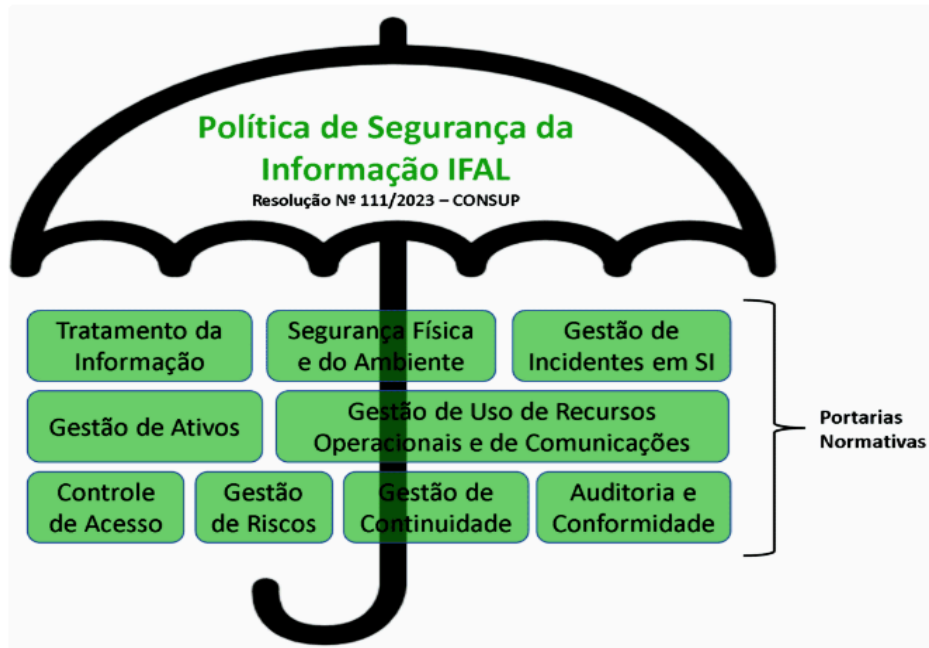 Política de Segurança da
Informação IFAL
Resolução Nº 111/2023 – CONSUP
Tratamento da
Informação
Segurança Física
e do Ambiente
Gestão de
Incidentes em SI
Gestão de Ativos
Gestão de Uso de Recursos
Operacionais e de Comunicações
Controle
de Acesso
Gestão
de Riscos
Gestão de
Continuidade
Auditoria e
Conformidade
Portarias
Normativas